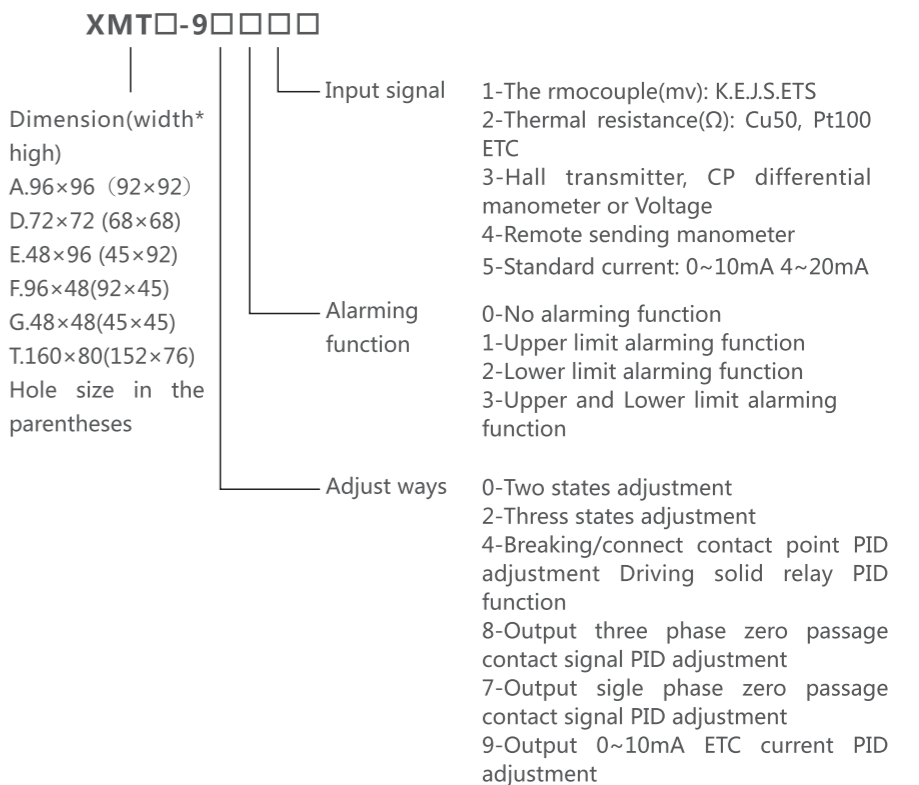 XMT□-9□□□□
Dimension(width*
high)
A.96×96（92×92）
D.72×72 (68×68)
E.48×96 (45×92)
F.96×48(92×45)
G.48×48(45×45)
T.160×80(152×76)
Hole size in the
parentheses
Input signal
1-The rmocouple(mv): K.E.J.S.ETS
2-Thermal resistance(Ω): Cu50, Pt100
ETC
3-Hall transmitter, CP differential
manometer or Voltage
4-Remote sending manometer
5-Standard current: 0~10mA 4~20mA
Alarming
function
0-No alarming function
1-Upper limit alarming function
2-Lower limit alarming function
3-Upper and Lower limit alarming
function
Adjust ways
0-Two states adjustment
2-Thress states adjustment
4-Breaking/connect contact point PID
adjustment Driving solid relay PID
function
8-Output three phase zero passage
contact signal PID adjustment
7-Output sigle phase zero passage
contact signal PID adjustment
9-Output 0~10mA ETC current PID
adjustment